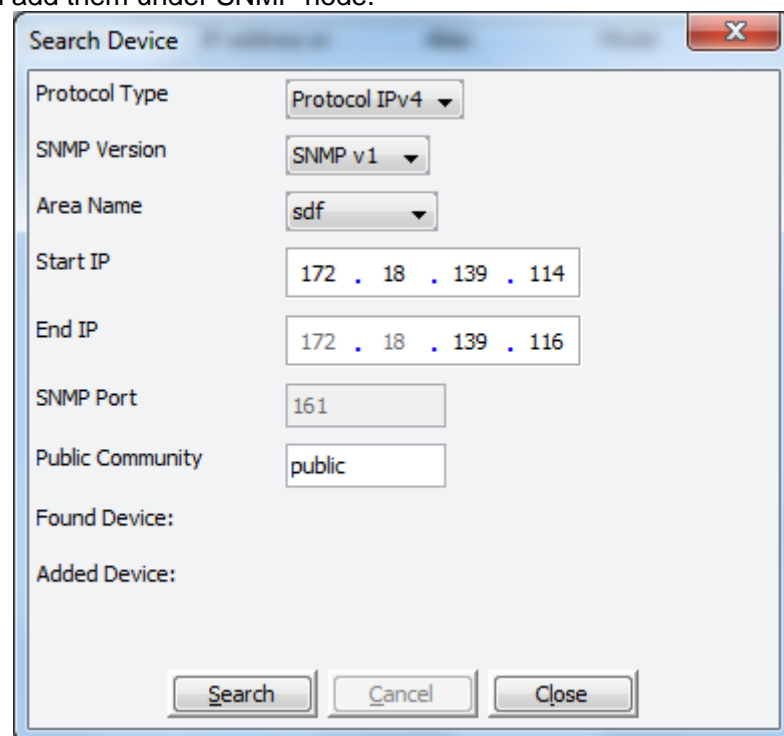 add them under SNMP node.
Search Device
Protocol Type Protocol IPv4
SNMP Version SNMP v1
Area Name sdf
Start IP 172 . 18 . 139 . 114
End IP 172 . 18 . 139 . 116
SNMP Port 161
Public Community public
Found Device:
Added Device:
Search Cancel Close